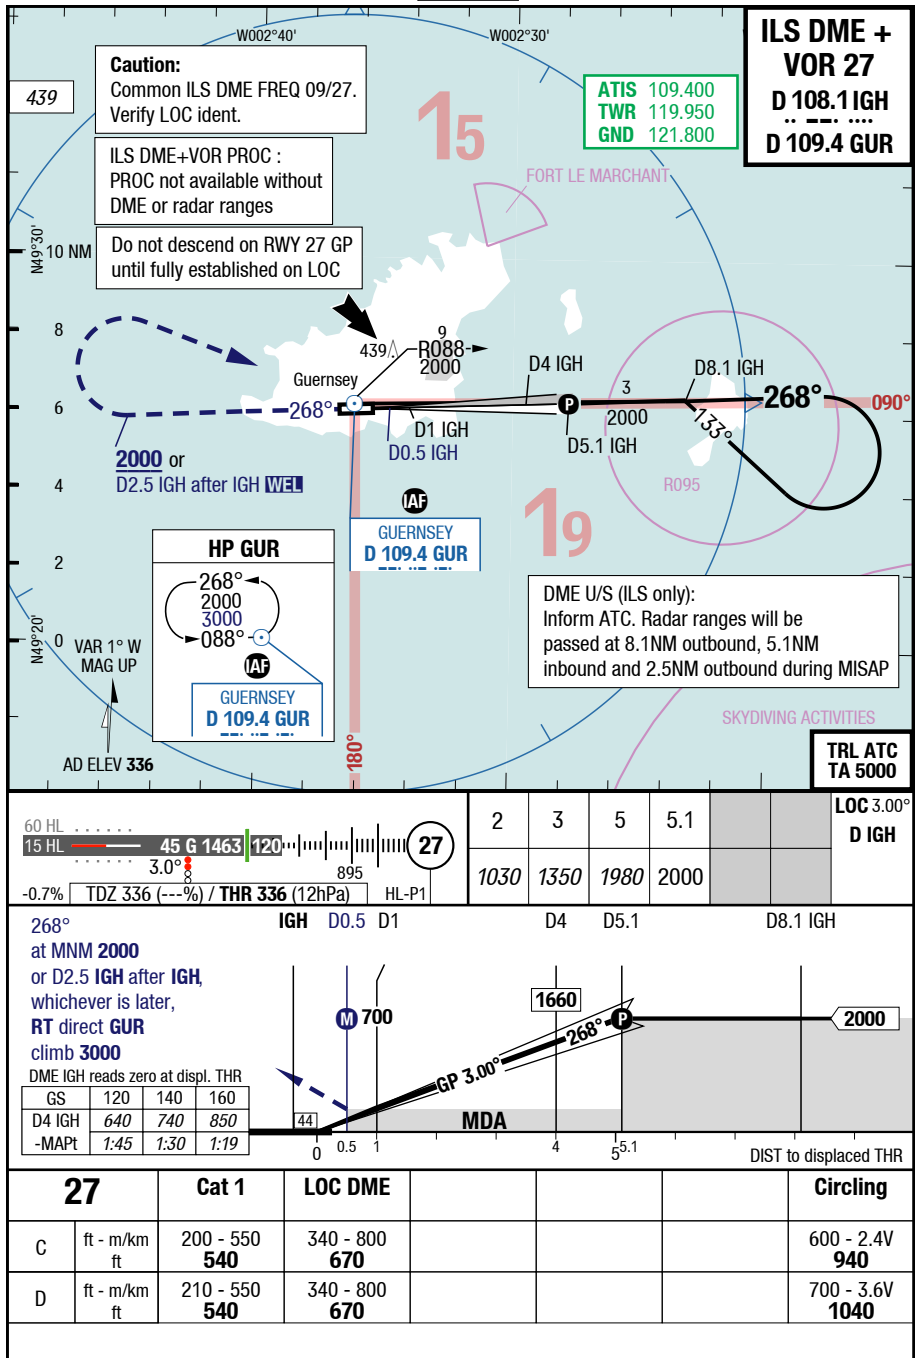 W002°40'
W002°30'
ILS DME +
VOR 27
D 108.1 IGH
D 109.4 GUR
Caution:
Common ILS DME FREQ 09/27.
Verify LOC ident.
439
ATIS 109.400
TWR 119.950
GND 121.800
15
ILS DME+VOR PROC :
PROC not available without
DME or radar ranges
FORT LE MARCHANT
N49°30'
10 NM
Do not descend on RWY 27 GP
until fully established on LOC
8
9
439
R088
2000
D4 IGH
D8.1 IGH
Guernsey
3
268°
090°
6
268°
P
2000
D1 IGH
D5.1 IGH
133°
D0.5 IGH
2000 or
D2.5 IGH after IGH WEL
4
IAF
R095
19
GUERNSEY
D 109.4 GUR
HP GUR
268°
2000
3000
088°
IAF
GUERNSEY
D 109.4 GUR
2
N49°20'
0
DME U/S (ILS only):
Inform ATC. Radar ranges will be
passed at 8.1NM outbound, 5.1NM
inbound and 2.5NM outbound during MISAP
VAR 1° W
MAG UP
SKYDIVING ACTIVITIES
180°
AD ELEV 336
TRL ATC
TA 5000
60 HL
15 HL
45 G 1463 120
27
3.0°
895
-0.7%
TDZ 336 (---%) / THR 336 (12hPa)
HL-P1
2 3 5 5.1
LOC 3.00°
D IGH
1030 1350 1980 2000
IGH D0.5 D1 D4 D5.1 D8.1 IGH
268°
at MNM 2000
or D2.5 IGH after IGH,
whichever is later,
RT direct GUR
climb 3000
M 700
1660
268°
P
2000
GP 3.00°
DME IGH reads zero at displ. THR
GS 120 140 160
D4 IGH 640 740 850
-MAPt 1:45 1:30 1:19
44
MDA
0 0.5 1 4 5 5.1
DIST to displaced THR
27 Cat 1 LOC DME Circling
C ft - m/km 200 - 550 340 - 800 600 - 2.4V
ft 540 670 940
D ft - m/km 210 - 550 340 - 800 700 - 3.6V
ft 540 670 1040